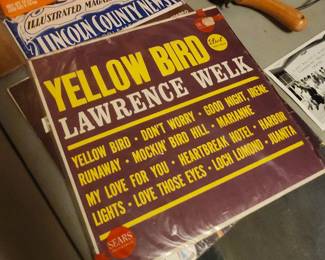 ILLUSTRATED MAGAZINE
LINCOLN COUNTY NEWS
YELLOW BIRD
Dot
LAWRENCE WELK
YELLOW BIRD • DON'T WORRY • GOOD NIGHT, IRENE
RUNAWAY • MOCKIN' BIRD HILL • MARIANNE
MY LOVE FOR YOU • HEARTBREAK HOTEL • HARBOR
LIGHTS • LOVE THOSE EYES • LOCH LOMOND • JUANITA
SEARS